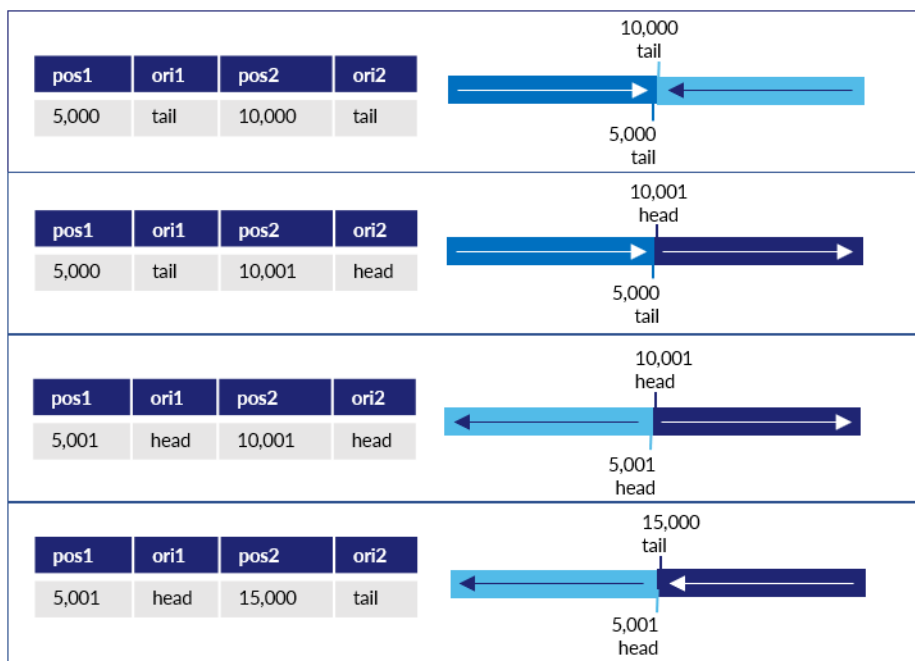 10,000
tail
pos1 ori1 pos2 ori2
5,000 tail 10,000 tail
5,000
tail
10,001
head
pos1 ori1 pos2 ori2
5,000 tail 10,001 head
5,000
tail
10,001
head
pos1 ori1 pos2 ori2
5,001 head 10,001 head
5,001
head
15,000
tail
pos1 ori1 pos2 ori2
5,001 head 15,000 tail
5,001
head